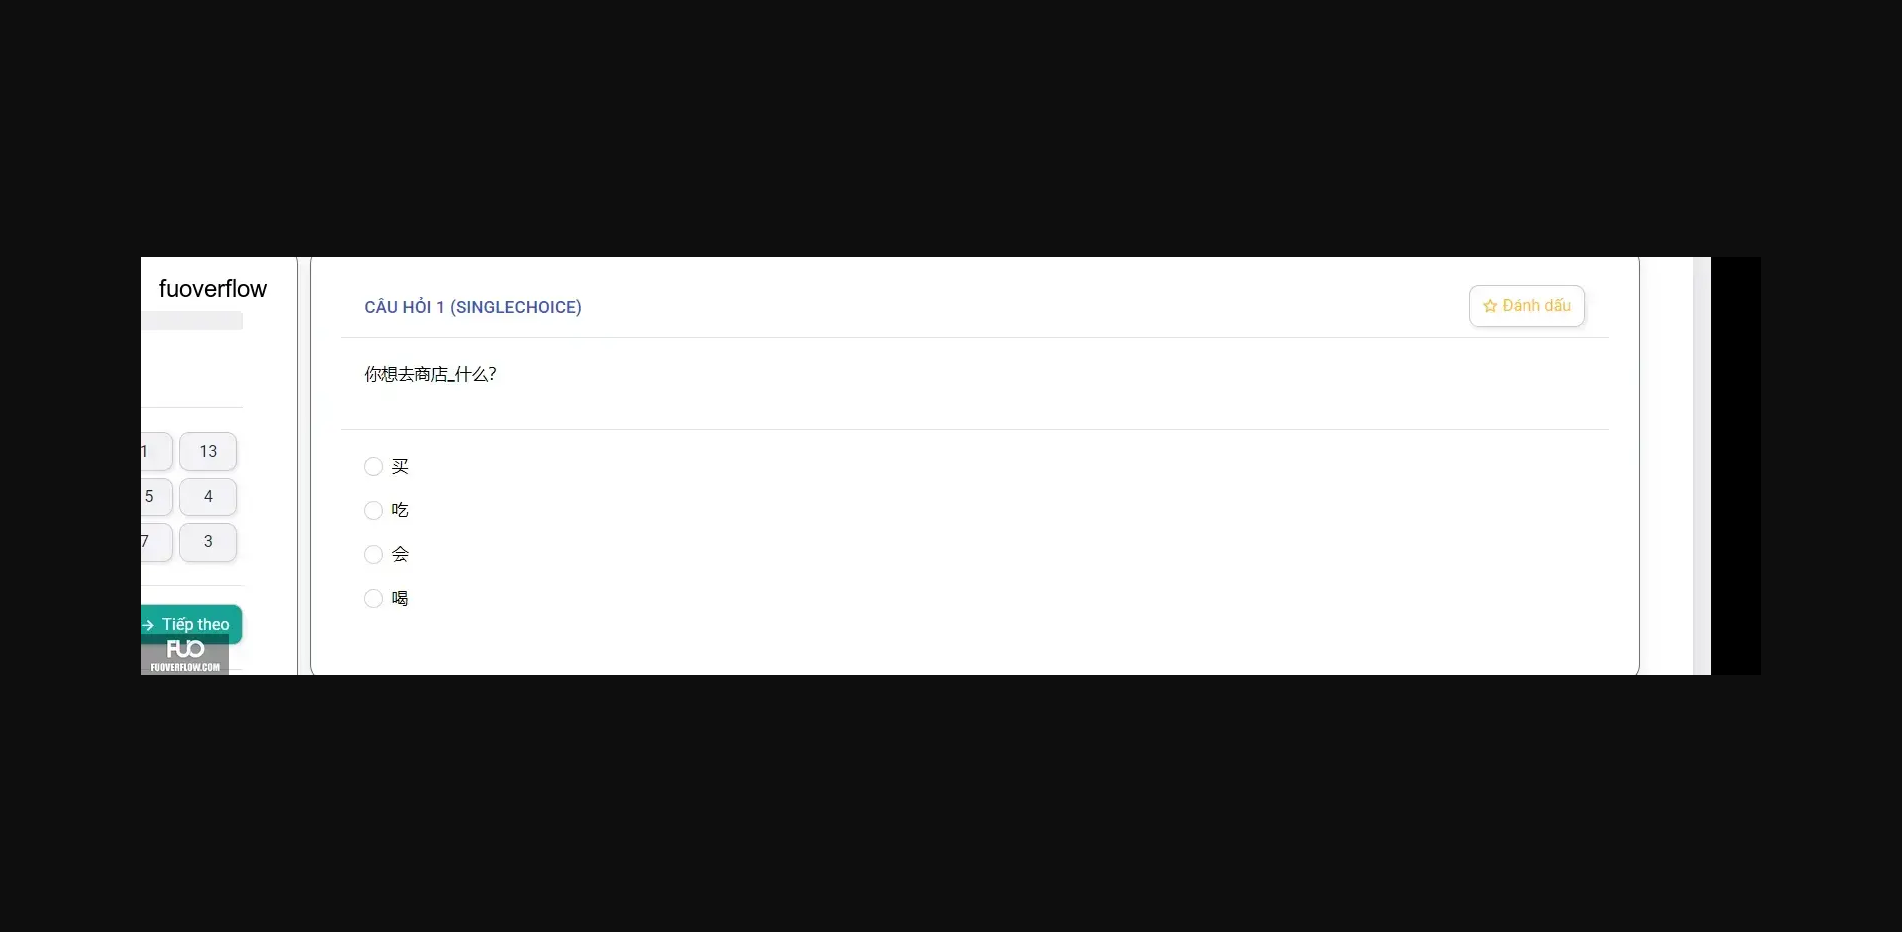 fuoverflow
1 13
5 4
7 3
→ Tiếp theo
FUO
FUOVERFLOW.COM
CÂU HỎI 1 (SINGLECHOICE)
Đánh dấu
你想去商店_什么?
买
吃
会
喝